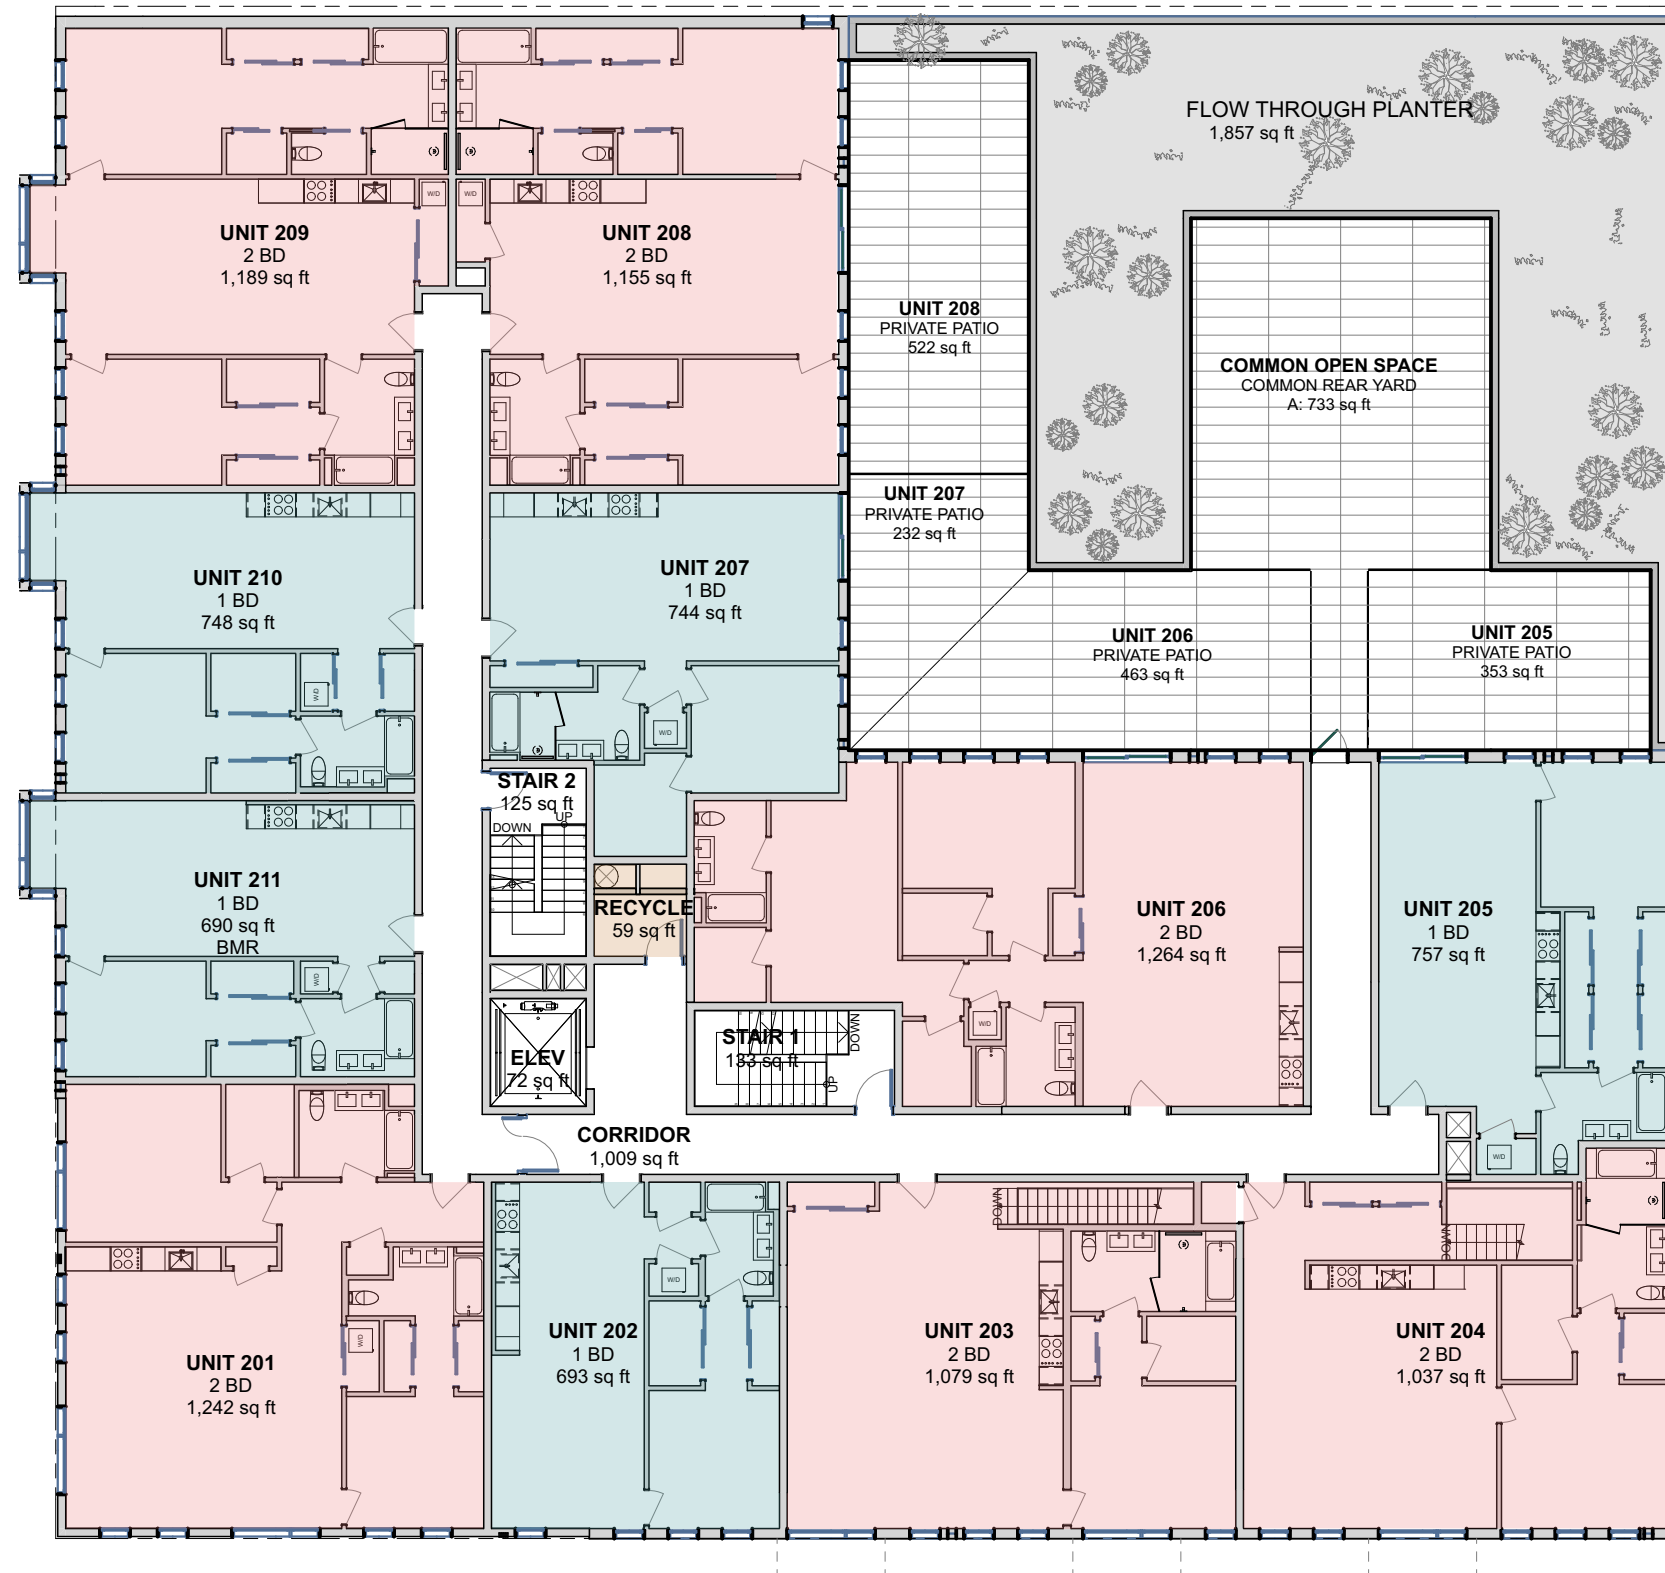 FLOW THROUGH PLANTER
1,857 sq ft
W/D
W/D
UNIT 209
2 BD
1,189 sq ft
UNIT 208
2 BD
1,155 sq ft
UNIT 208
PRIVATE PATIO
522 sq ft
COMMON OPEN SPACE
COMMON REAR YARD
A: 733 sq ft
UNIT 207
PRIVATE PATIO
232 sq ft
UNIT 210
1 BD
748 sq ft
UNIT 207
1 BD
744 sq ft
UNIT 206
PRIVATE PATIO
463 sq ft
UNIT 205
PRIVATE PATIO
353 sq ft
W/D
W/D
STAIR 2
125 sq ft
UP
DOWN
UNIT 211
1 BD
690 sq ft
BMR
RECYCLE
59 sq ft
UNIT 206
2 BD
1,264 sq ft
UNIT 205
1 BD
757 sq ft
W/D
W/D
STAIR 1
133 sq ft
DOWN
UP
ELEV
72 sq ft
CORRIDOR
1,009 sq ft
W/D
DOWN
DOWN
W/D
W/D
UNIT 201
2 BD
1,242 sq ft
UNIT 202
1 BD
693 sq ft
UNIT 203
2 BD
1,079 sq ft
UNIT 204
2 BD
1,037 sq ft